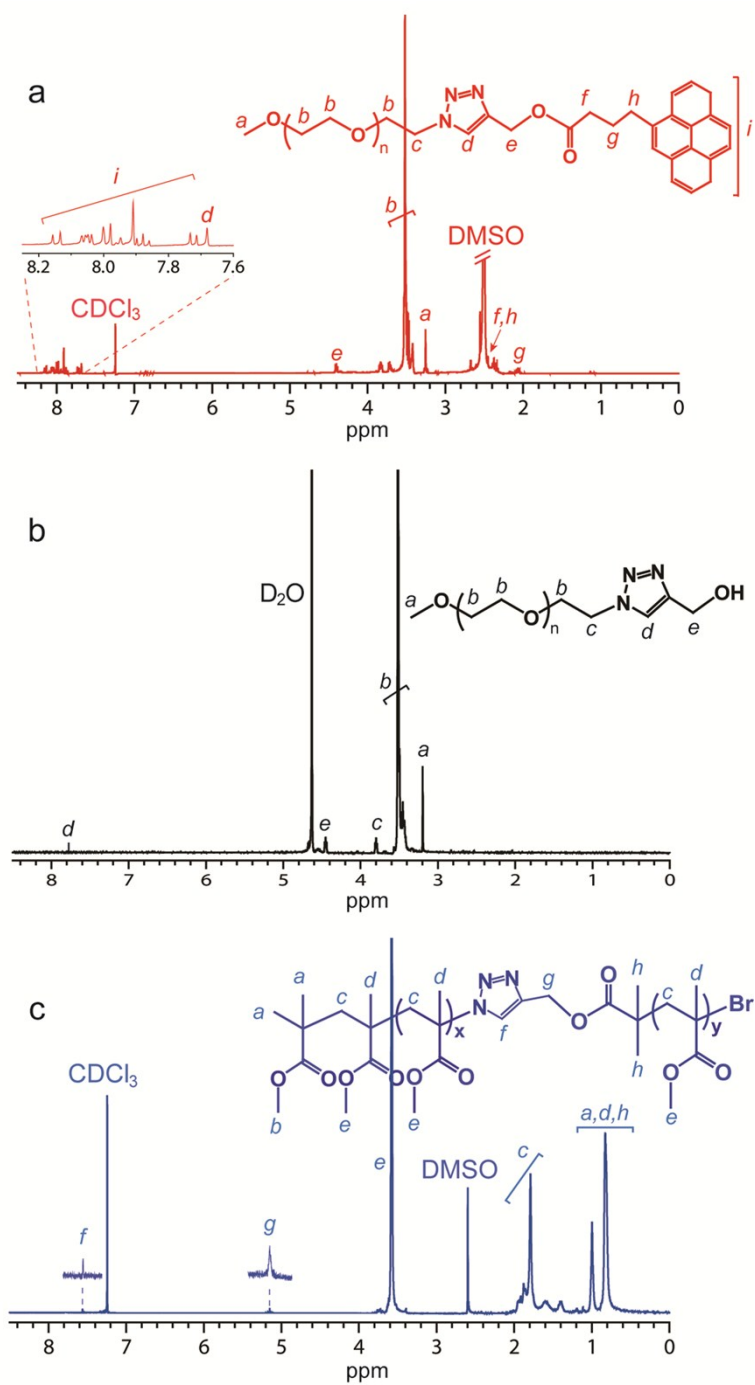 a
a O b b O n b c N N N N d e O O f g h i
i
d
8.2 8.0 7.8 7.6
CDCl3
b
DMSO
e a f,h g
8 7 6 5 4 3 2 1 0
ppm
b
D2O
a O b b O n b c N N N d e OH
b
a
d e c
8 7 6 5 4 3 2 1 0
ppm
c
a a c d c d x N N N f g O O h h c d y Br
O O O O O O O O
b e e e
CDCl3
e
DMSO
c
a,d,h
f g
8 7 6 5 4 3 2 1 0
ppm